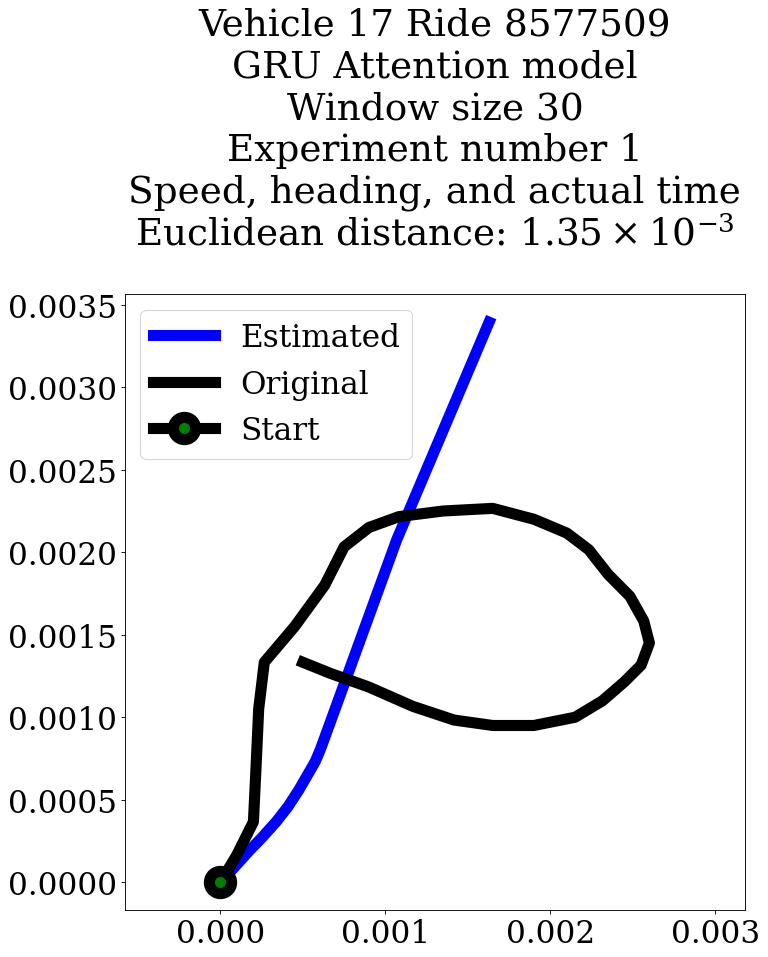 Vehicle 17 Ride 8577509
GRU Attention model
Window size 30
Experiment number 1
Speed, heading, and actual time
Euclidean distance: 1.35 × 10⁻³
0.0035
0.0030
0.0025
0.0020
0.0015
0.0010
0.0005
0.0000
Estimated
Original
Start
0.000 0.001 0.002 0.003